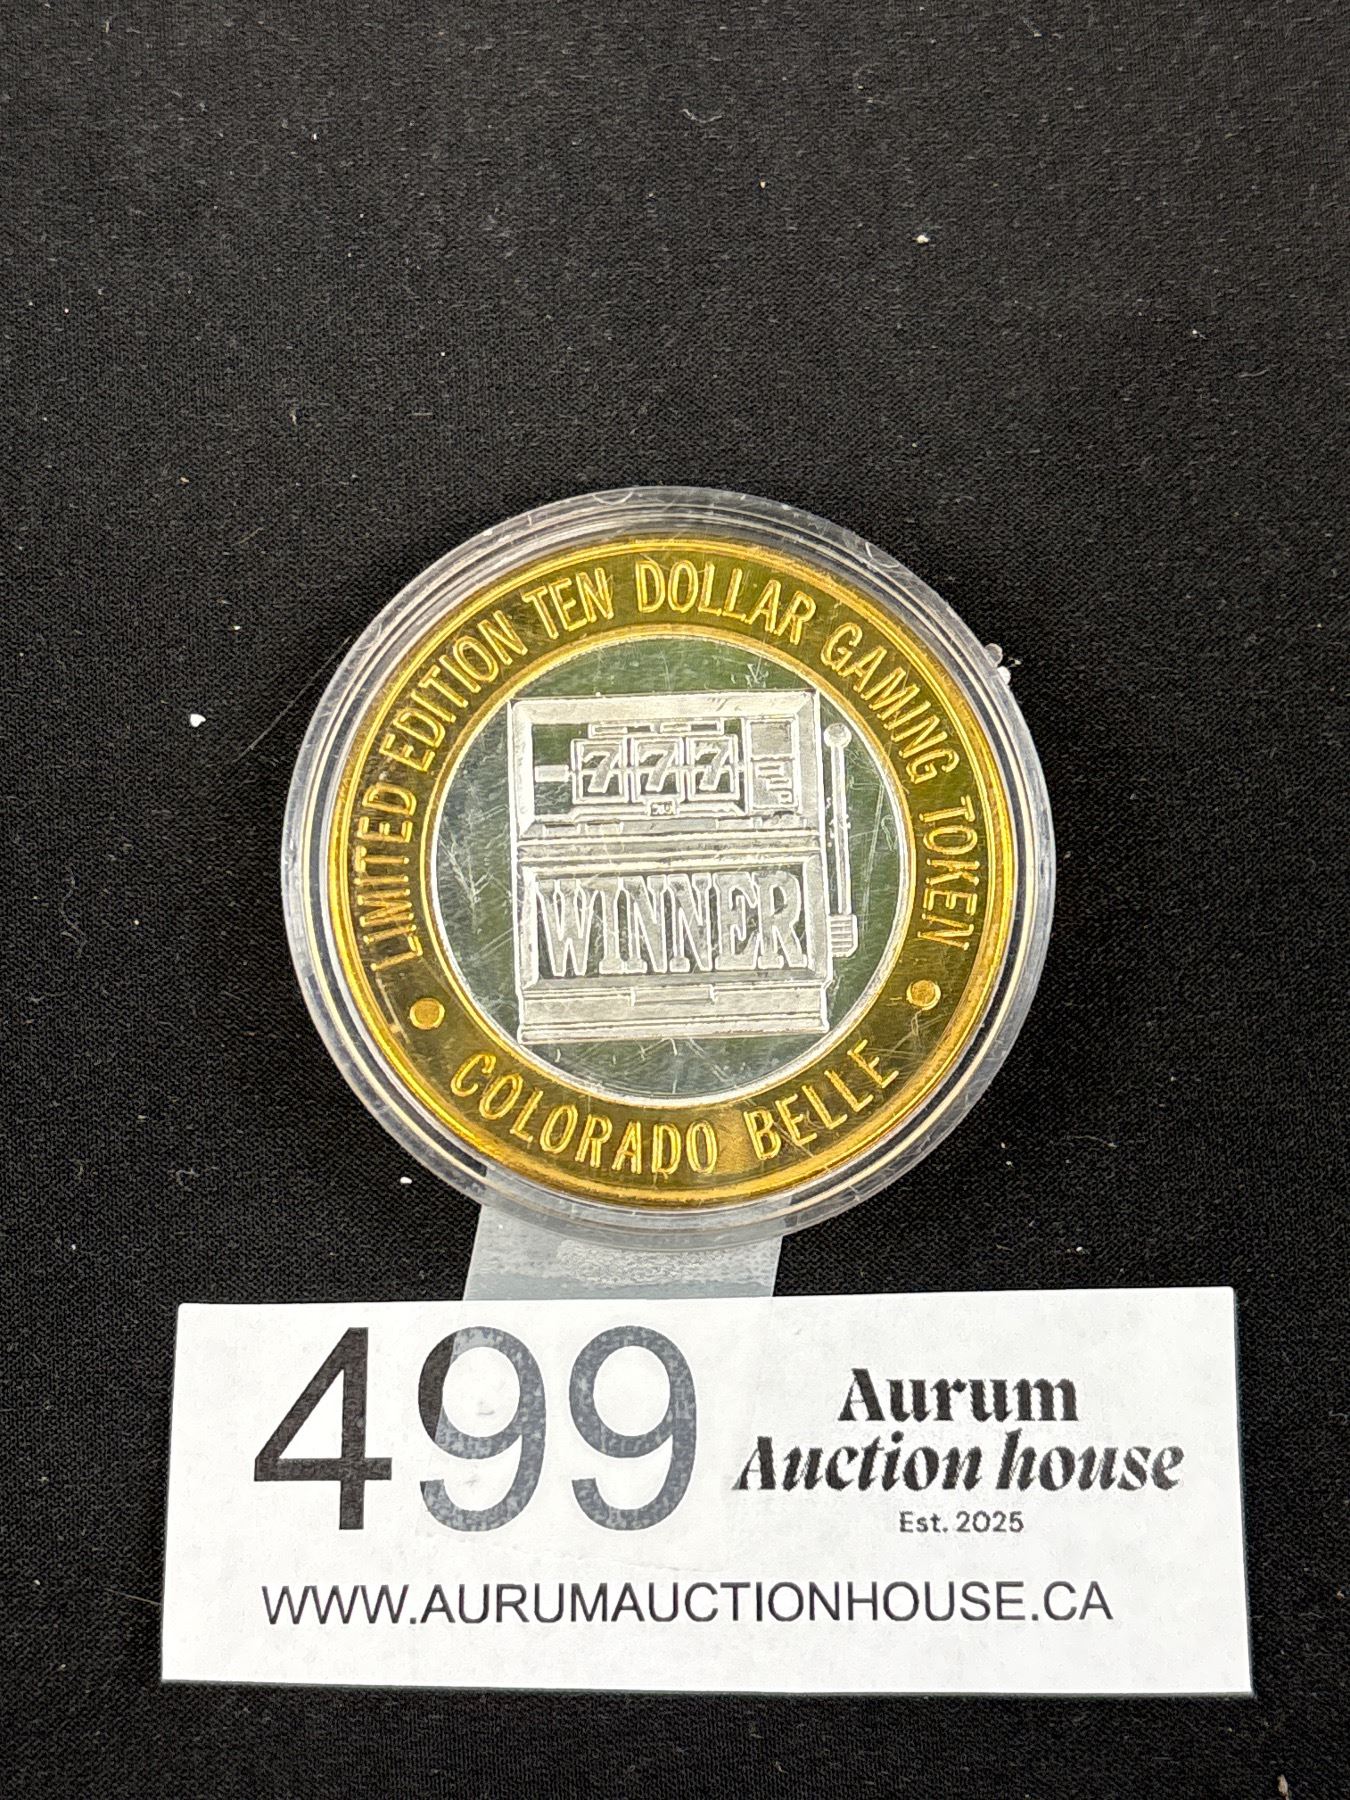 LIMITED EDITION TEN DOLLAR GAMING TOKEN
777
WINNER
COLORADO BELLE
499
Aurum
Auction house
Est. 2025
WWW.AURUMAUCTIONHOUSE.CA